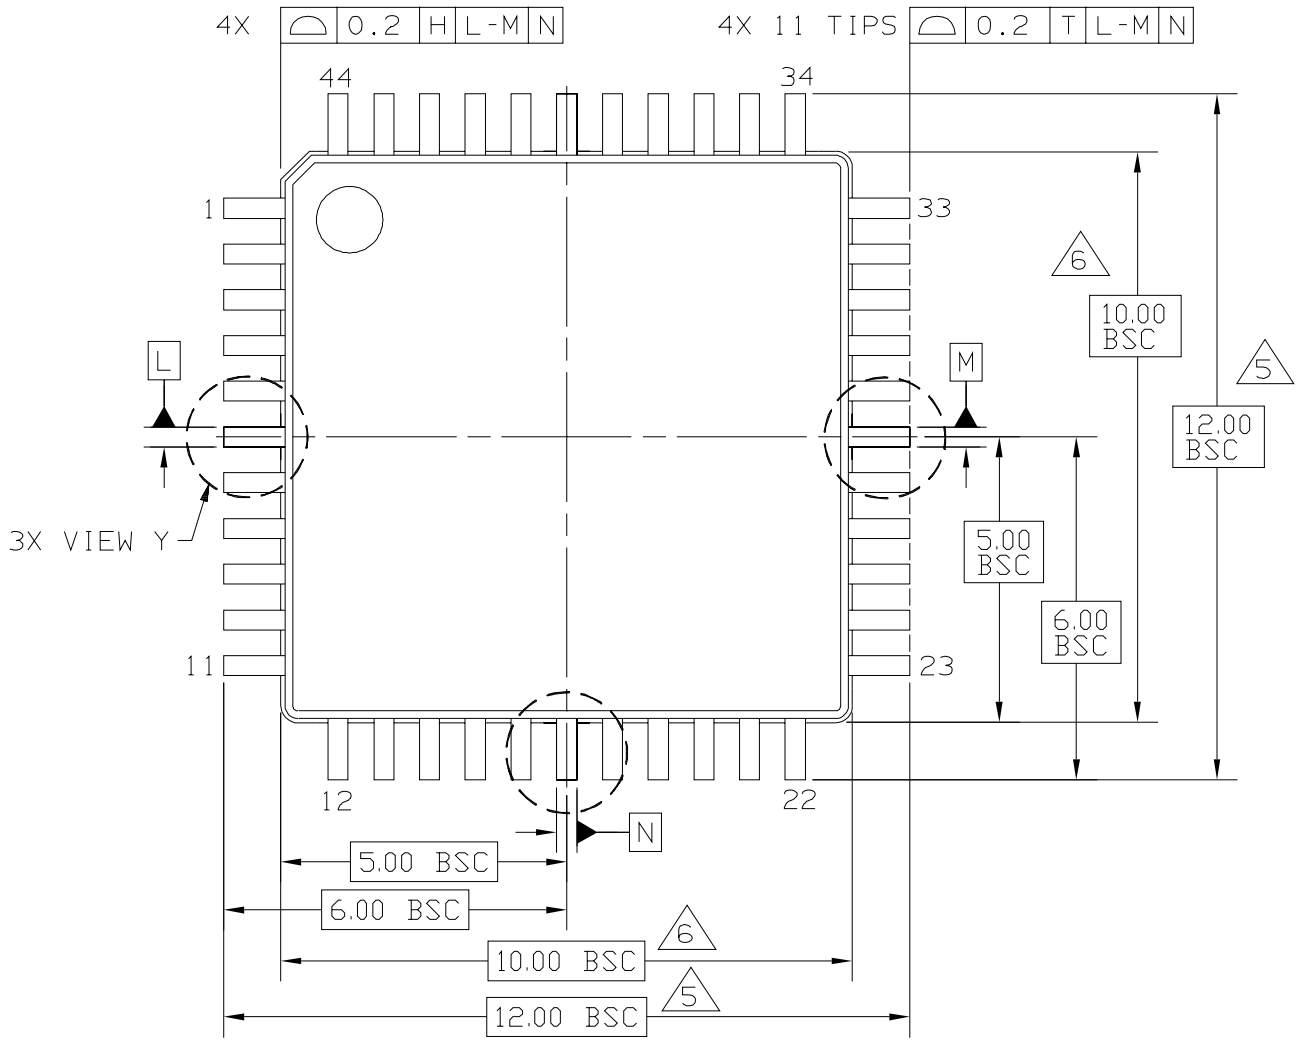 4X ⌓ 0.2 H L-M N
4X 11 TIPS ⌓ 0.2 T L-M N
44
34
1
33
6
10.00
BSC
L
M
5
12.00
BSC
3X VIEW Y
5.00
BSC
6.00
BSC
11
23
12
22
N
5.00 BSC
6.00 BSC
6
10.00 BSC
5
12.00 BSC